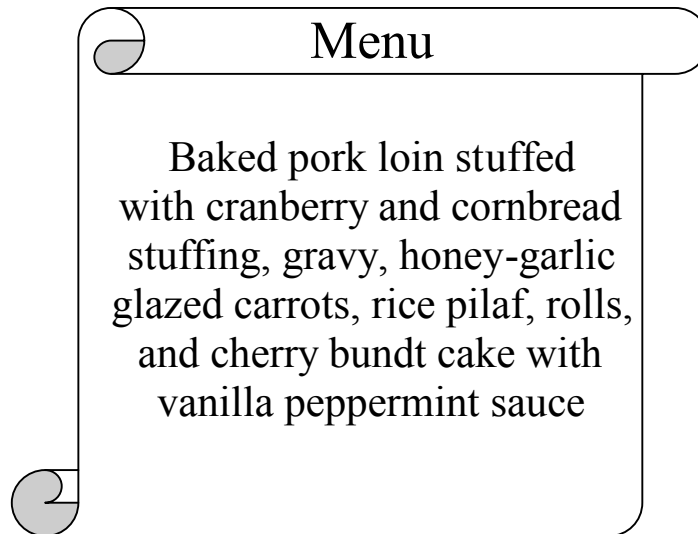 Menu
Baked pork loin stuffed
with cranberry and cornbread
stuffing, gravy, honey-garlic
glazed carrots, rice pilaf, rolls,
and cherry bundt cake with
vanilla peppermint sauce